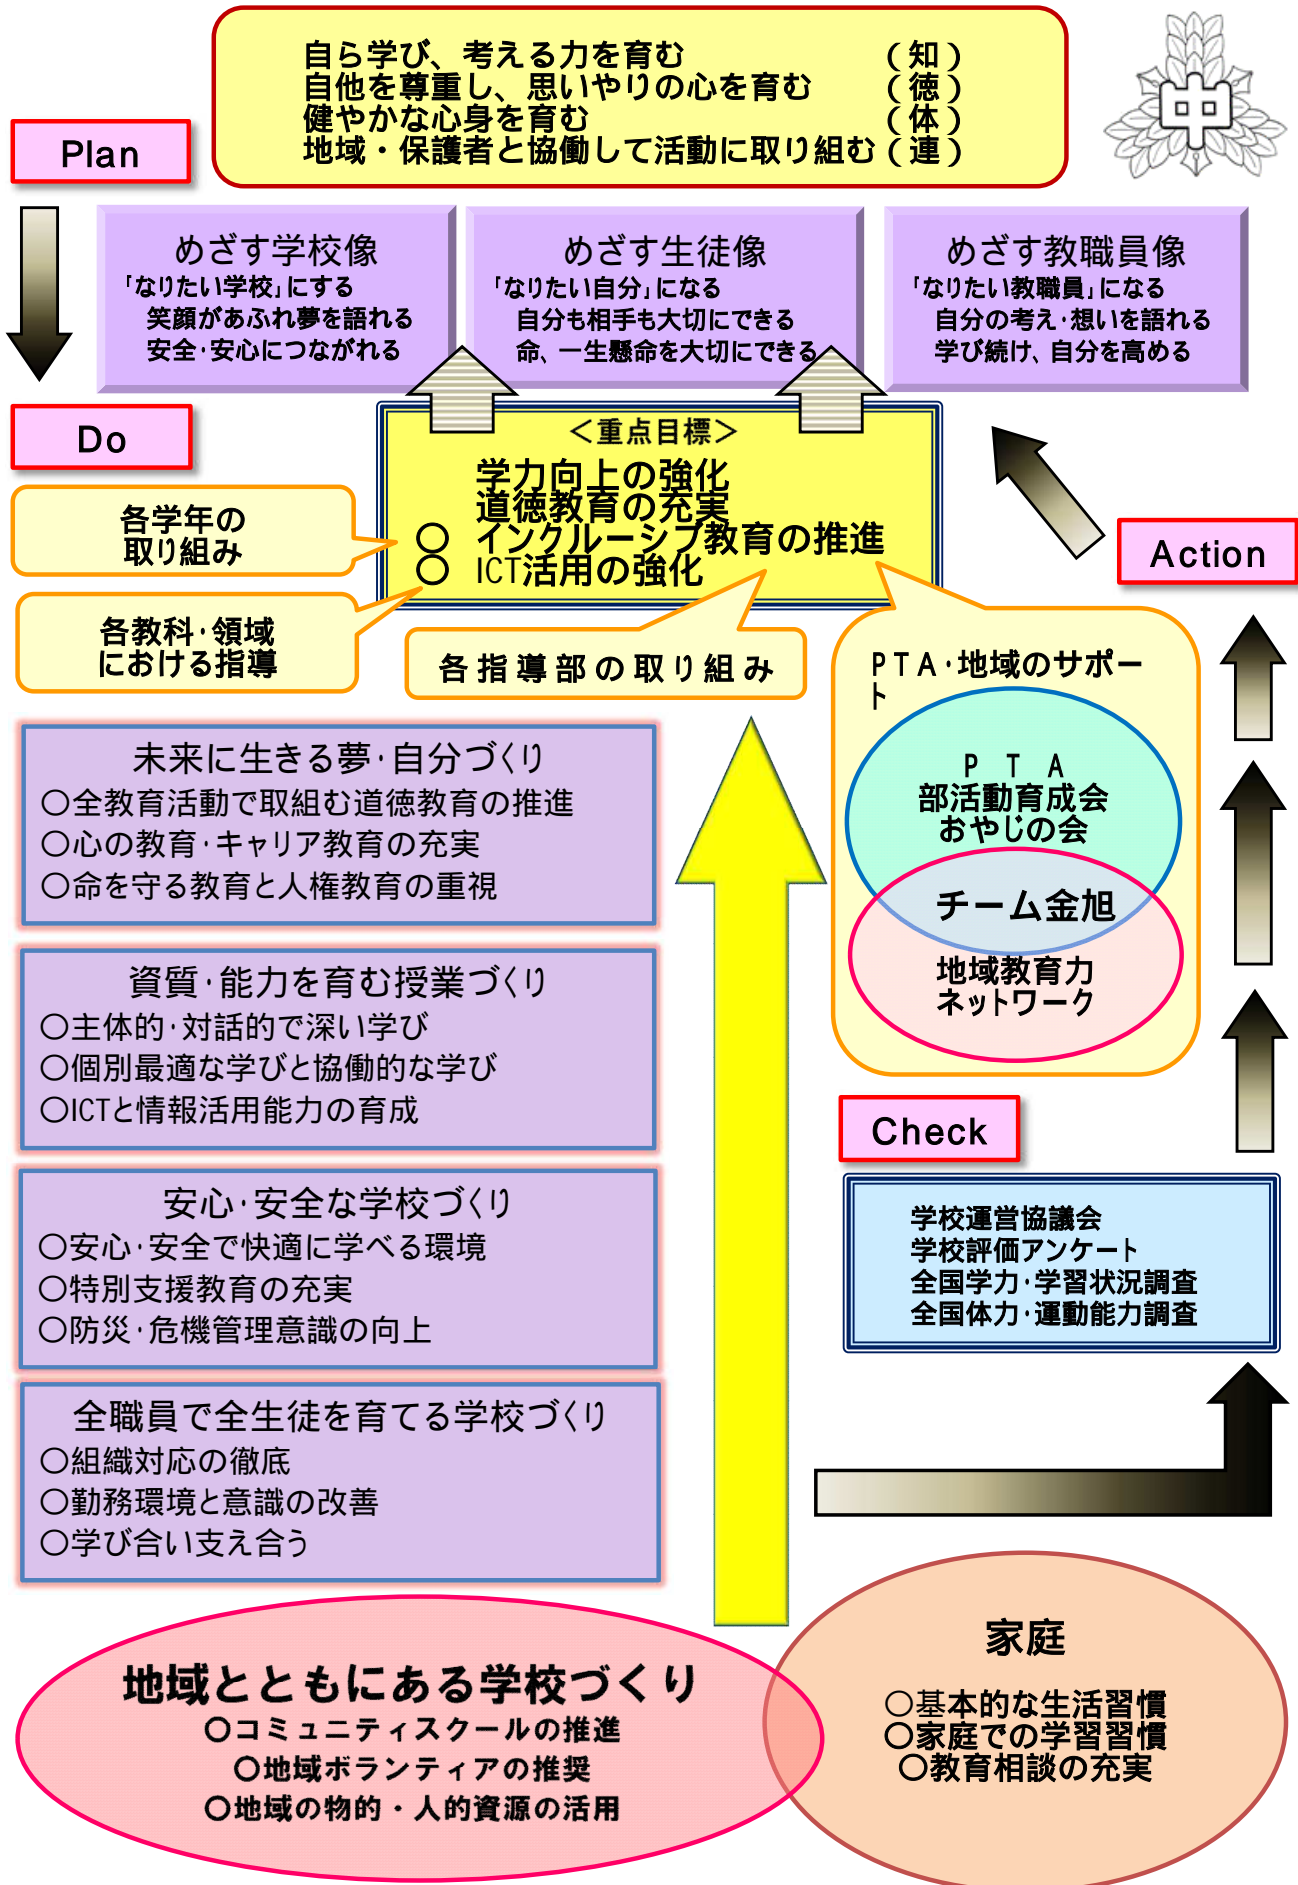 自ら学び、考える力を育む （知）
自他を尊重し、思いやりの心を育む （徳）
健やかな心身を育む （体）
地域・保護者と協働して活動に取り組む（連）
中
Plan
めざす学校像
「なりたい学校」にする
笑顔があふれ夢を語れる
安全・安心につながれる
めざす生徒像
「なりたい自分」になる
自分も相手も大切にできる
命、一生懸命を大切にできる
めざす教職員像
「なりたい教職員」になる
自分の考え・想いを語れる
学び続け、自分を高める
Do
＜重点目標＞
学力向上の強化
道徳教育の充実
○ インクルーシブ教育の推進
○ ICT活用の強化
各学年の
取り組み
各教科・領域
における指導
各指導部の取り組み
Action
PTA・地域のサポー
ト
PTA
部活動育成会
おやじの会
チーム金旭
地域教育力
ネットワーク
未来に生きる夢・自分づくり
○全教育活動で取組む道徳教育の推進
○心の教育・キャリア教育の充実
○命を守る教育と人権教育の重視
資質・能力を育む授業づくり
○主体的・対話的で深い学び
○個別最適な学びと協働的な学び
○ICTと情報活用能力の育成
安心・安全な学校づくり
○安心・安全で快適に学べる環境
○特別支援教育の充実
○防災・危機管理意識の向上
全職員で全生徒を育てる学校づくり
○組織対応の徹底
○勤務環境と意識の改善
○学び合い支え合う
Check
学校運営協議会
学校評価アンケート
全国学力・学習状況調査
全国体力・運動能力調査
地域とともにある学校づくり
○コミュニティスクールの推進
○地域ボランティアの推奨
○地域の物的・人的資源の活用
家庭
○基本的な生活習慣
○家庭での学習習慣
○教育相談の充実